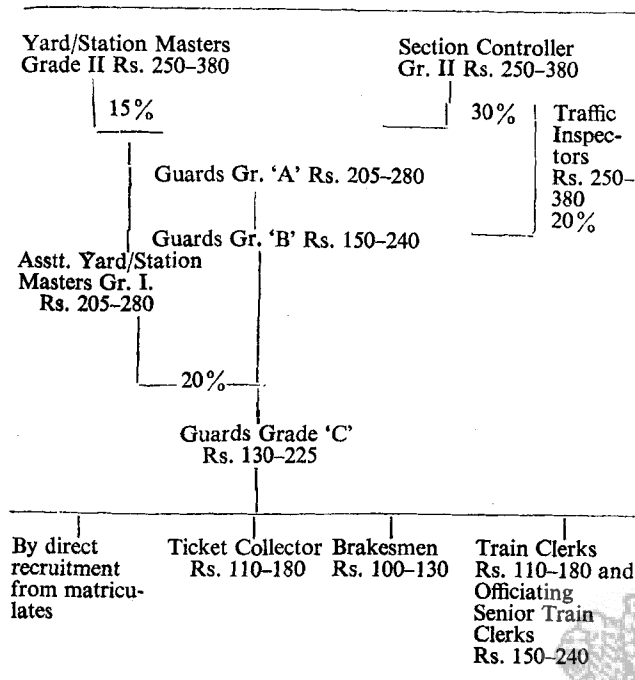 Yard/Station Masters
Grade II Rs. 250–380
Section Controller
Gr. II Rs. 250–380
15%
30%
Traffic
Inspec-
tors
Rs. 250–
380
20%
Guards Gr. 'A' Rs. 205–280
Guards Gr. 'B' Rs. 150–240
Asstt. Yard/Station
Masters Gr. I.
Rs. 205–280
20%
Guards Grade 'C'
Rs. 130–225
By direct
recruitment
from matricu-
lates
Ticket Collector
Rs. 110–180
Brakesmen
Rs. 100–130
Train Clerks
Rs. 110–180 and
Officiating
Senior Train
Clerks
Rs. 150–240